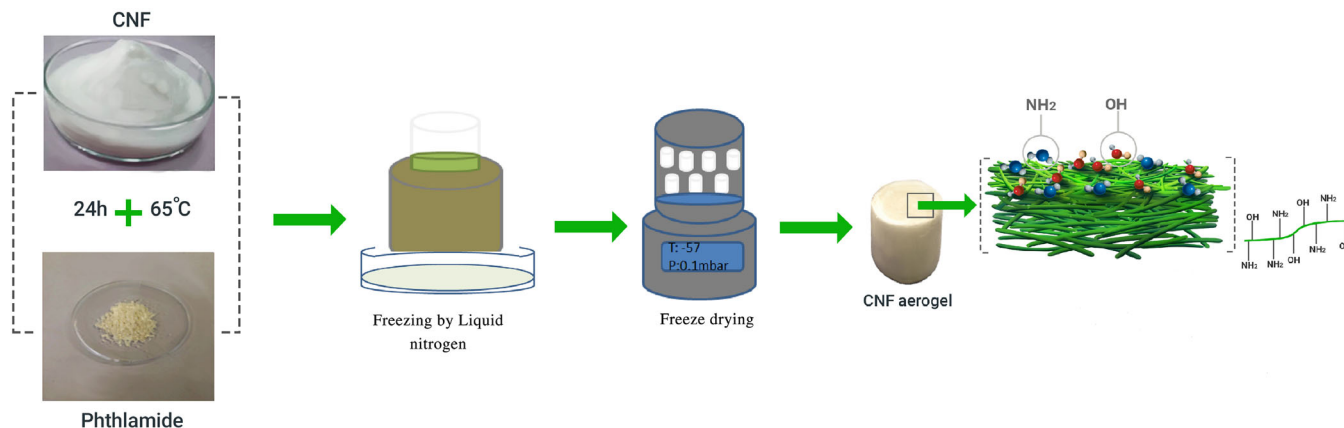 CNF
24h + 65°C
Phthlamide
Freezing by Liquid
nitrogen
T: -57
P:0.1mbar
Freeze drying
CNF aerogel
NH2
OH
OH
NH2
OH
NH2
NH2
NH2
OH
NH2
O